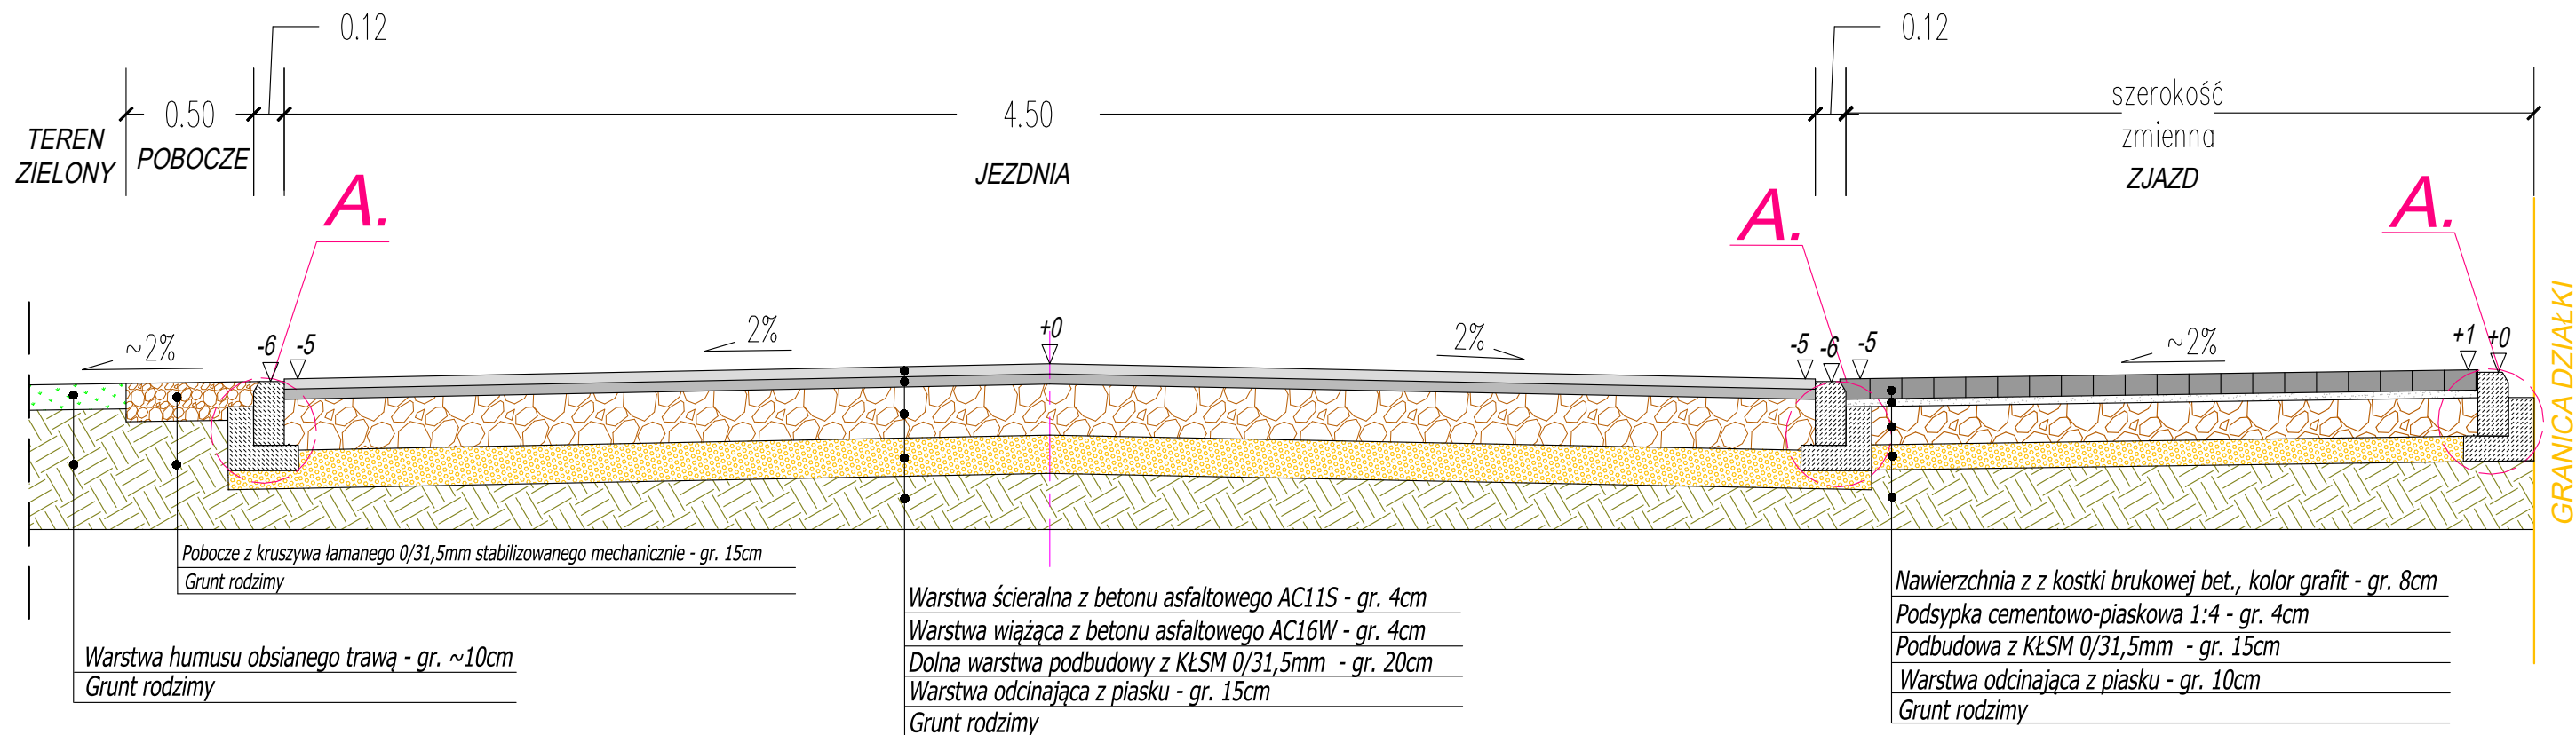 0.12
0.12
0.50
4.50
szerokość
zmienna
TEREN
ZIELONY
POBOCZE
JEZDNIA
ZJAZD
A.
A.
A.
~2%
-6
-5
2%
+0
2%
-5
-6
-5
~2%
+1
+0
GRANICA DZIAŁKI
Pobocze z kruszywa łamanego 0/31,5mm stabilizowanego mechanicznie - gr. 15cm
Grunt rodzimy
Warstwa humusu obsianego trawą - gr. ~10cm
Grunt rodzimy
Warstwa ścieralna z betonu asfaltowego AC11S - gr. 4cm
Warstwa wiążąca z betonu asfaltowego AC16W - gr. 4cm
Dolna warstwa podbudowy z KŁSM 0/31,5mm - gr. 20cm
Warstwa odcinająca z piasku - gr. 15cm
Grunt rodzimy
Nawierzchnia z z kostki brukowej bet., kolor grafit - gr. 8cm
Podsypka cementowo-piaskowa 1:4 - gr. 4cm
Podbudowa z KŁSM 0/31,5mm - gr. 15cm
Warstwa odcinająca z piasku - gr. 10cm
Grunt rodzimy